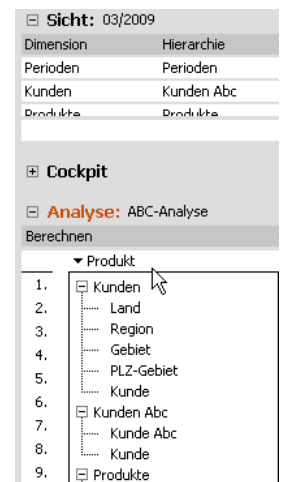 Sicht: 03/2009
Dimension Hierarchie
Perioden Perioden
Kunden Kunden Abc
Produkte Produkte
Cockpit
Analyse: ABC-Analyse
Berechnen
Produkt
1. Kunden
2. Land
3. Region
4. Gebiet
5. PLZ-Gebiet
6. Kunde
7. Kunden Abc
8. Kunde Abc
Kunde
9. Produkte